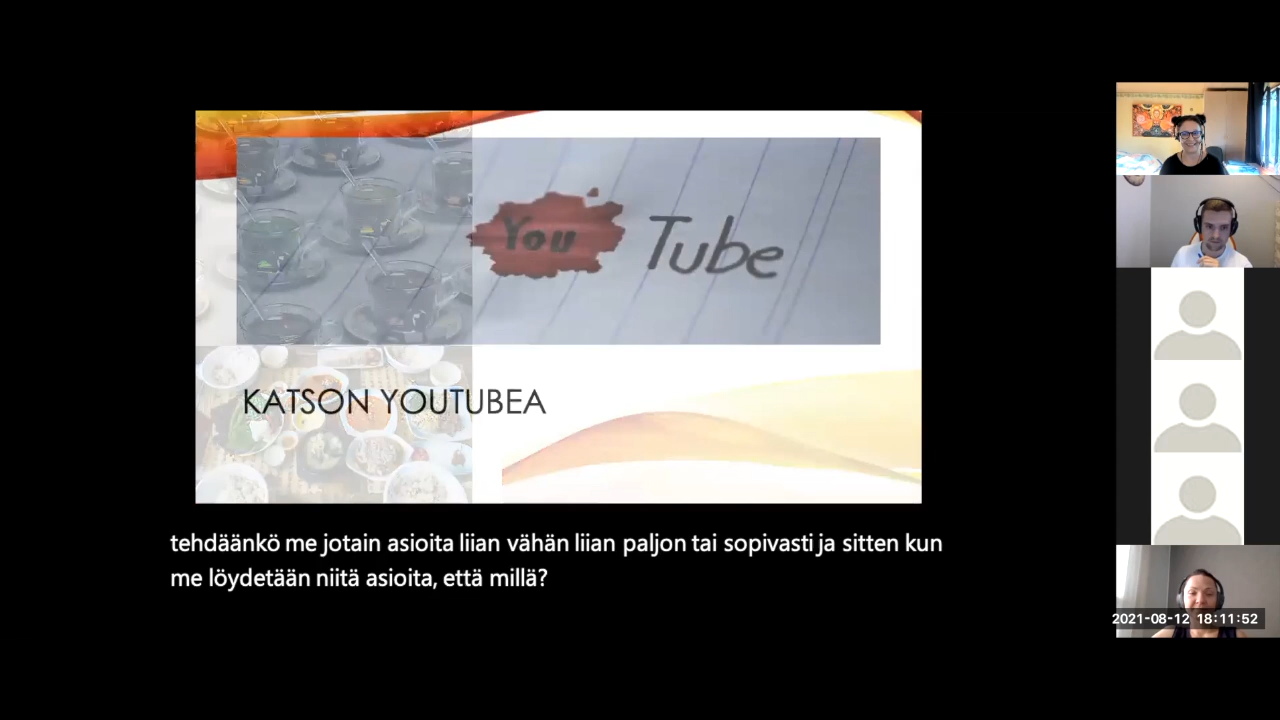 You Tube
KATSON YOUTUBEA
tehdäänkö me jotain asioita liian vähän liian paljon tai sopivasti ja sitten kun
me löydetään niitä asioita, että millä?
2021-08-12 18:11:52